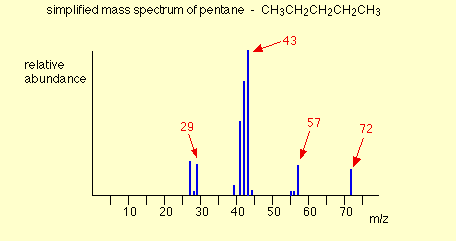 simplified mass spectrum of pentane - CH₃CH₂CH₂CH₂CH₃
43
relative
abundance
29
57
72
10 20 30 40 50 60 70
m/z